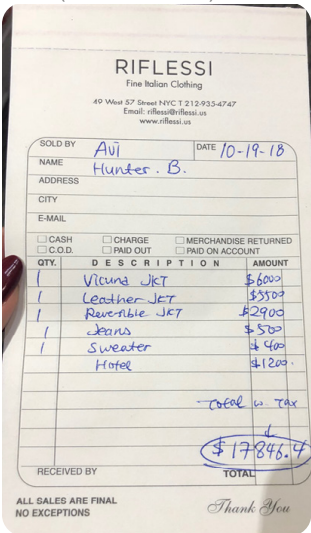 RIFLESSI
Fine Italian Clothing
49 West 57 Street NYC T 212-935-4747
Email: riflessi@riflessi.us
www.riflessi.us
SOLD BY Avi DATE 10-19-18
NAME Hunter. B.
ADDRESS
CITY
E-MAIL
CASH CHARGE MERCHANDISE RETURNED
C.O.D. PAID OUT PAID ON ACCOUNT
QTY. DESCRIPTION AMOUNT
1 Vicuna JKT $6000
1 Leather JKT $5500
1 Reversible JKT $2900
1 Jeans $500
1 Sweater $400
Hotel $1200.
Total w. Tax
$17846.4
RECEIVED BY TOTAL
ALL SALES ARE FINAL
NO EXCEPTIONS
Thank You